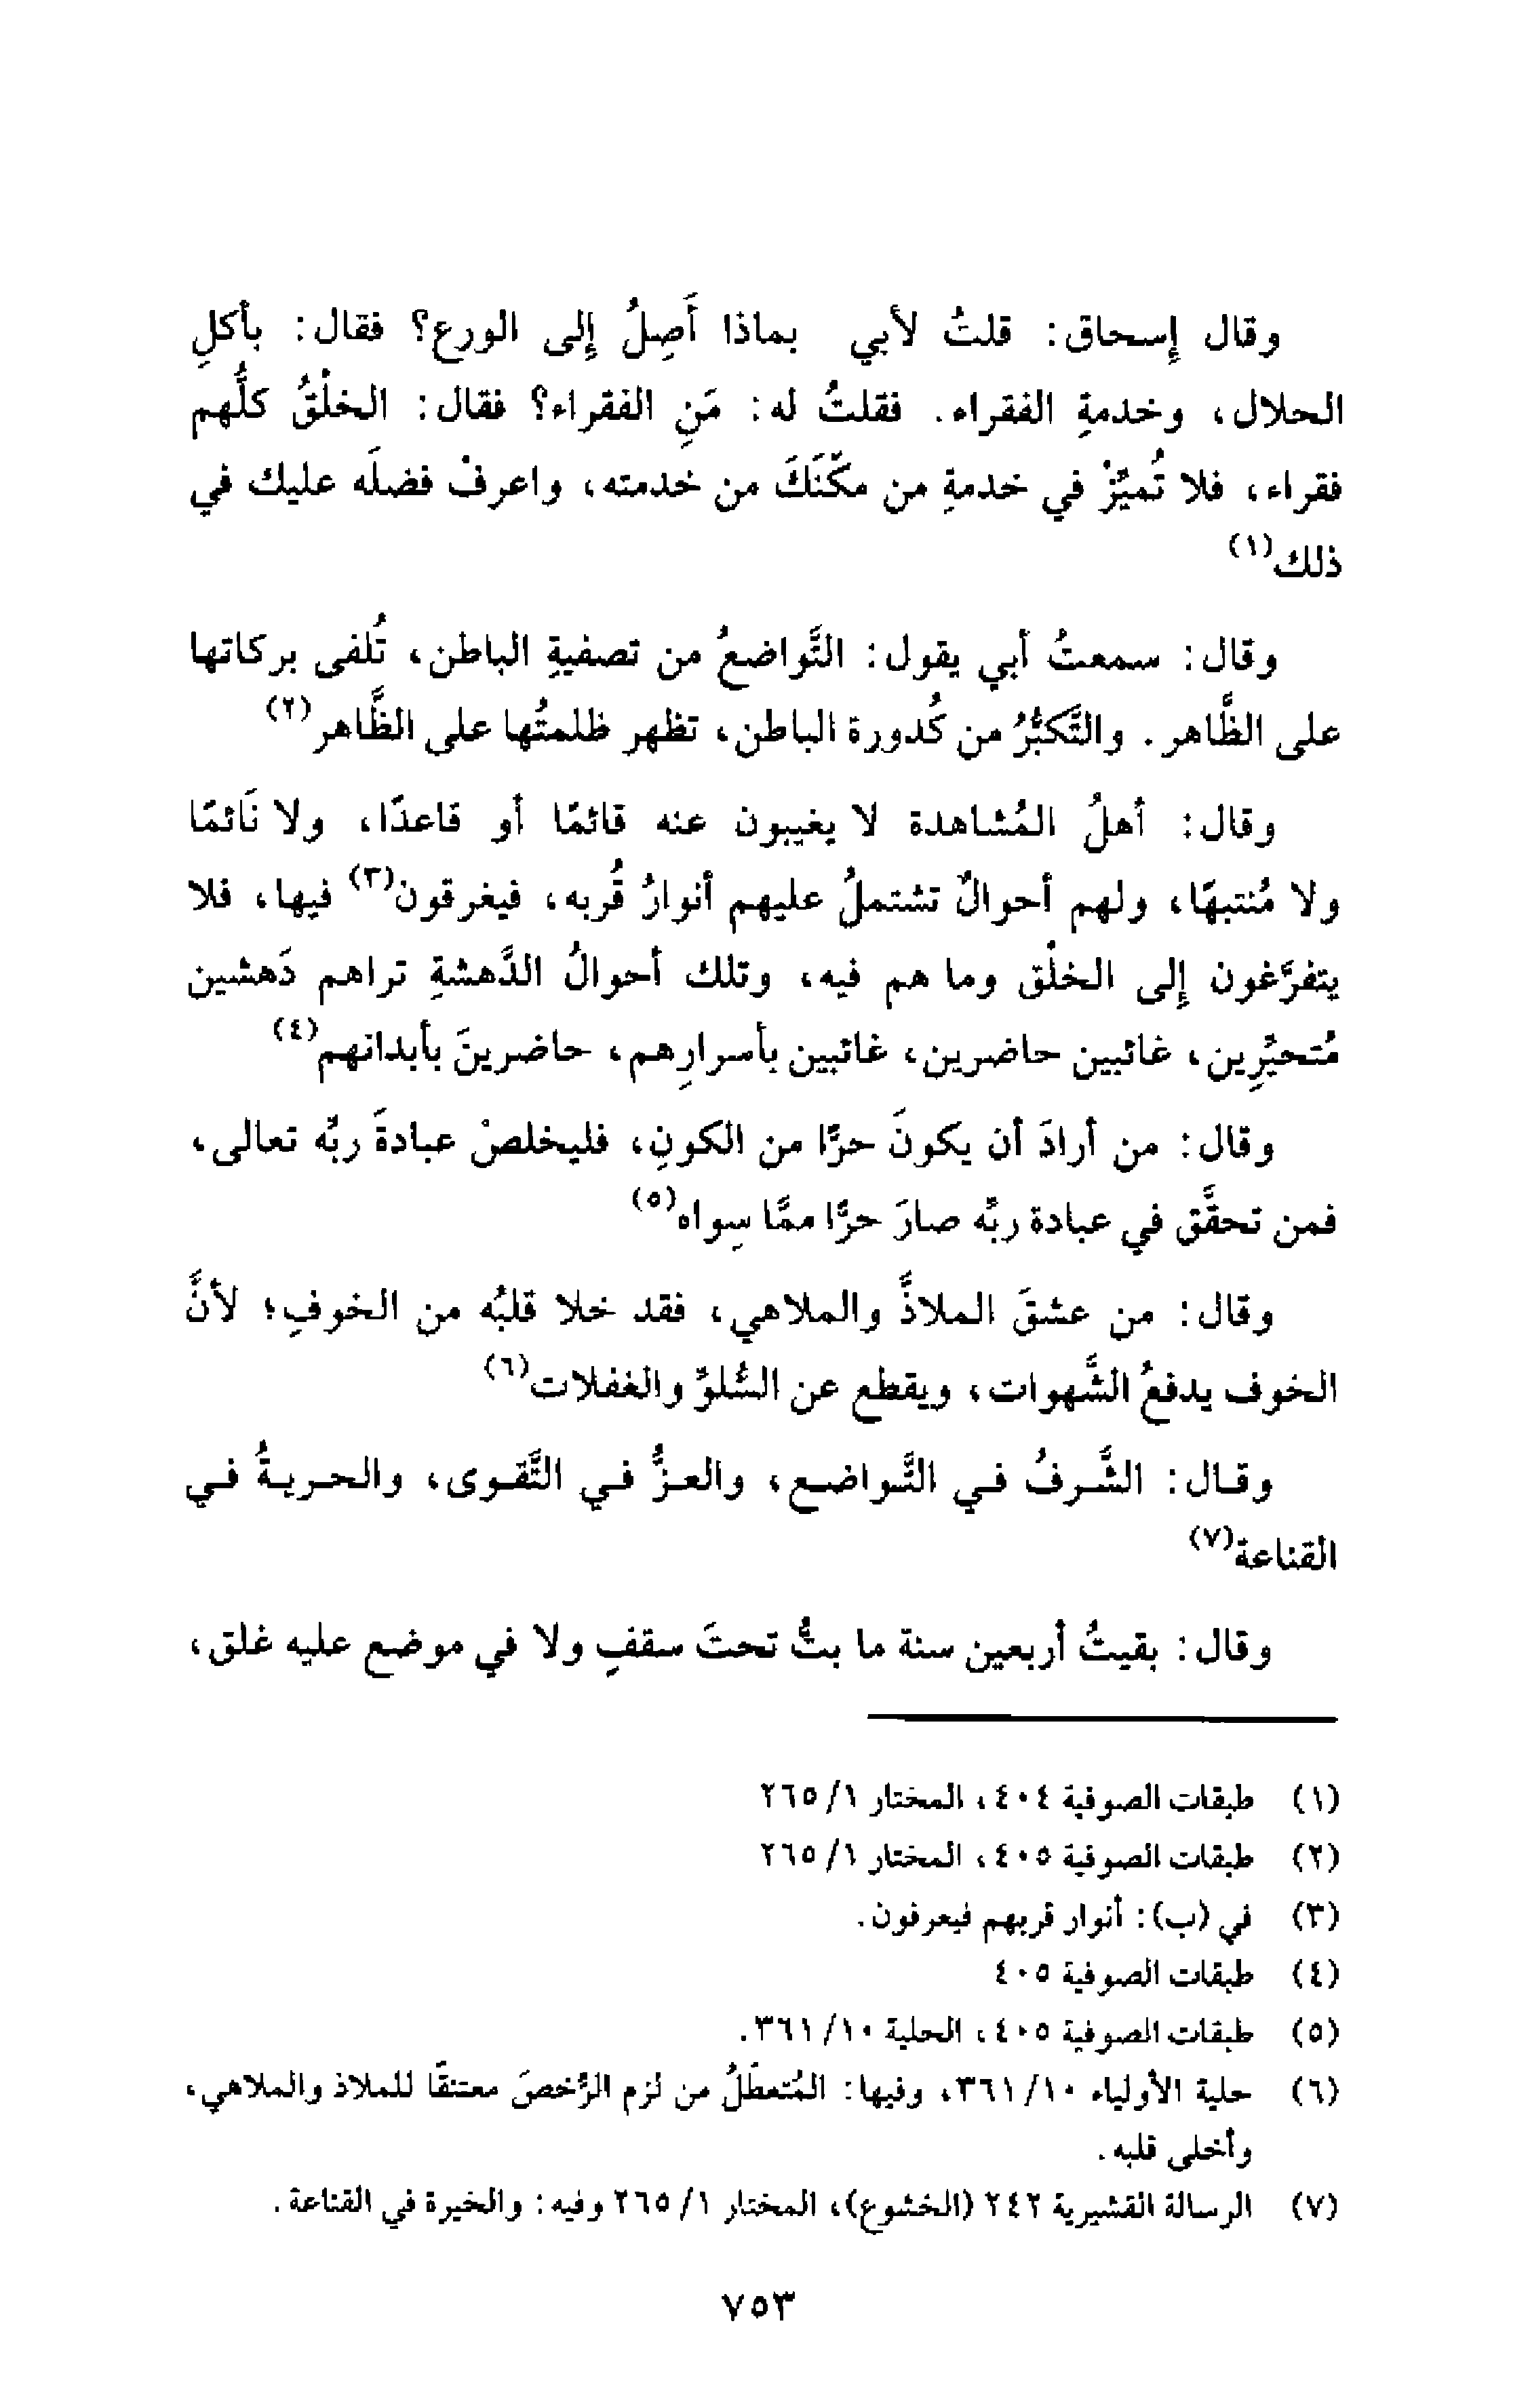 وقال إسحاق: قلتُ لأبي بماذا أَصِلُ إلى الورع؟ فقال: بأكلِ
الحلال، وخدمةِ الفقراء. فقلتُ له: مَنِ الفقراء؟ فقال: الخلْقُ كلُّهم
فقراء، فلا تُميّزْ في خدمةِ من مكّنَكَ من خدمته، واعرفْ فضلَه عليك في
ذلك(١)
وقال: سمعتُ أبي يقول: التَّواضعُ من تصفيةِ الباطن، تُلفى بركاتها
على الظَّاهر. والتَّكبُّرُ من كُدورة الباطن، تظهر ظلمتُها على الظَّاهر(٢)
وقال: أهلُ المُشاهدة لا يغيبون عنه قائمًا أو قاعدًا، ولا نَائمًا
ولا مُنتبهًا، ولهم أحوالٌ تشتملُ عليهم أنوارُ قُربه، فيغرقون(٣) فيها، فلا
يتفرَّغون إلى الخلْق وما هم فيه، وتلك أحوالُ الدَّهشةِ تراهم دَهشين
مُتحيِّرِين، غائبين حاضرين، غائبين بأسرارِهم، حاضرينَ بأبدانهم(٤)
وقال: من أرادَ أن يكونَ حرًّا من الكونِ، فليخلصْ عبادةَ ربِّه تعالى،
فمن تحقَّق في عبادة ربِّه صارَ حرًّا ممَّا سِواه(٥)
وقال: من عشقَ الملاذَّ والملاهي، فقد خلا قلبُه من الخوفِ؛ لأنَّ
الخوف يدفعُ الشَّهوات، ويقطع عن السُّلوِّ والغفلات(٦)
وقال: الشَّرفُ في التَّواضع، والعزُّ في التَّقوى، والحريةُ في
القناعة(٧)
وقال: بقيتُ أربعين سنة ما بتُّ تحتَ سقفٍ ولا في موضع عليه غلق،
(١) طبقات الصوفية ٤٠٤، المختار ١/ ٢٦٥
(٢) طبقات الصوفية ٤٠٥، المختار ١/ ٢٦٥
(٣) في (ب): أنوار قربهم فيعرفون.
(٤) طبقات الصوفية ٤٠٥
(٥) طبقات الصوفية ٤٠٥، الحلية ١٠/ ٣٦١.
(٦) حلية الأولياء ١٠/ ٣٦١، وفيها: المُتعطِّلُ من لزم الرُّخصَ معتنقًا للملاذ والملاهي،
وأخلى قلبه.
(٧) الرسالة القشيرية ٢٤٢ (الخشوع)، المختار ١/ ٢٦٥ وفيه: والخيرة في القناعة.
٧٥٣